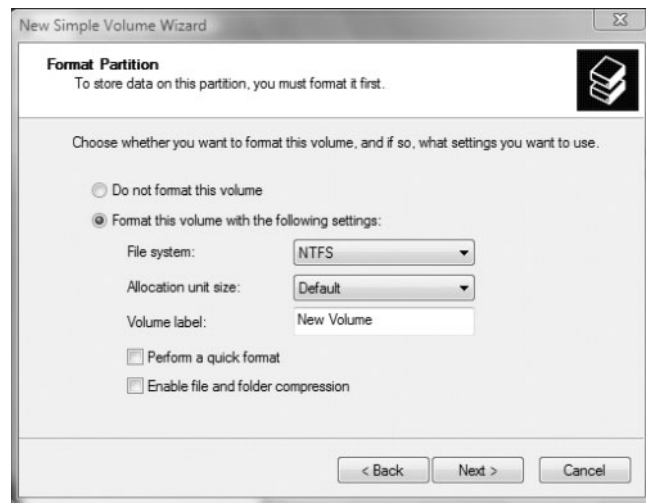 New Simple Volume Wizard
Format Partition
To store data on this partition, you must format it first.
Choose whether you want to format this volume, and if so, what settings you want to use.
Do not format this volume
Format this volume with the following settings:
File system: NTFS
Allocation unit size: Default
Volume label: New Volume
Perform a quick format
Enable file and folder compression
< Back Next > Cancel